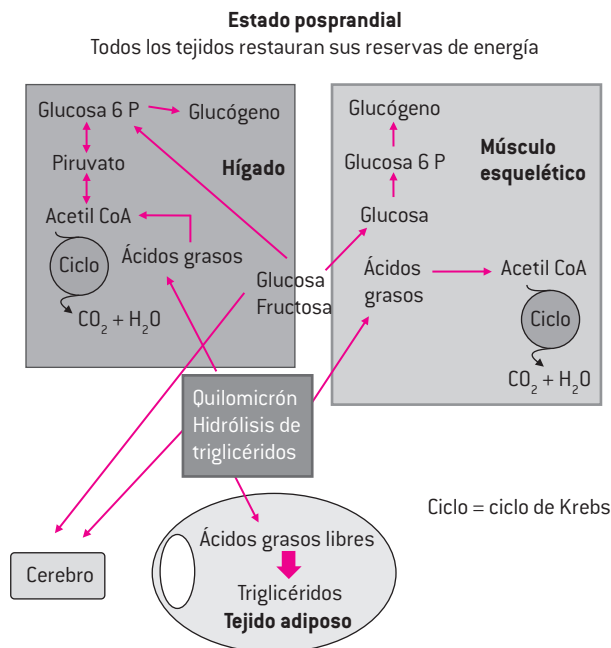 Estado posprandial
Todos los tejidos restauran sus reservas de energía
Glucosa 6 P
Glucógeno
Piruvato
Hígado
Acetil CoA
Ciclo
Ácidos grasos
CO₂ + H₂O
Glucosa
Fructosa
Glucógeno
Glucosa 6 P
Músculo
esquelético
Glucosa
Ácidos
grasos
Acetil CoA
Ciclo
CO₂ + H₂O
Quilomicrón
Hidrólisis de
triglicéridos
Ciclo = ciclo de Krebs
Cerebro
Ácidos grasos libres
Triglicéridos
Tejido adiposo